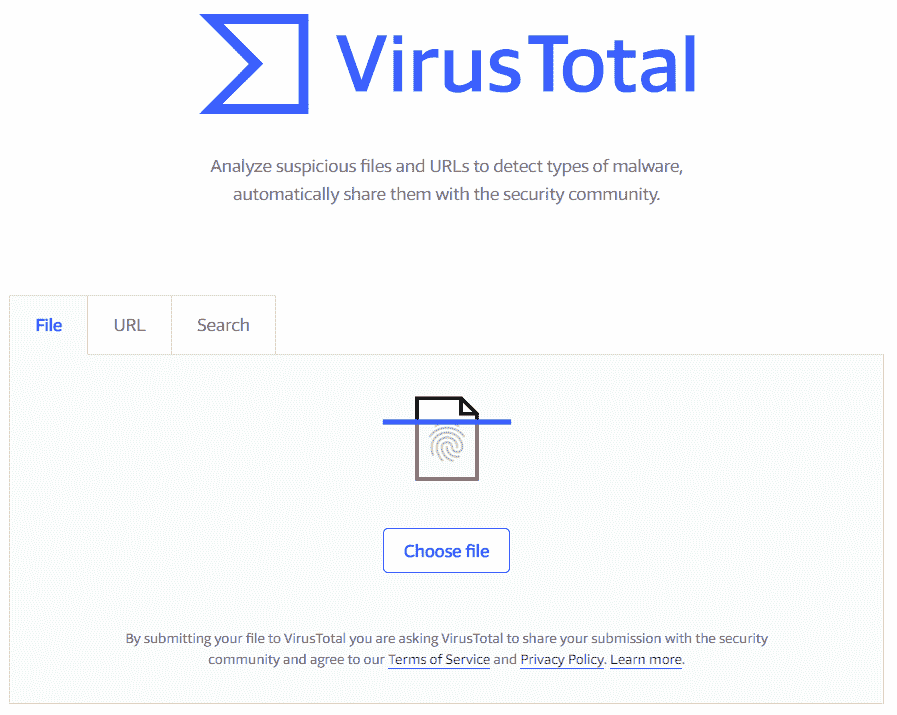 VirusTotal
Analyze suspicious files and URLs to detect types of malware,
automatically share them with the security community.
File URL Search
Choose file
By submitting your file to VirusTotal you are asking VirusTotal to share your submission with the security
community and agree to our Terms of Service and Privacy Policy. Learn more.